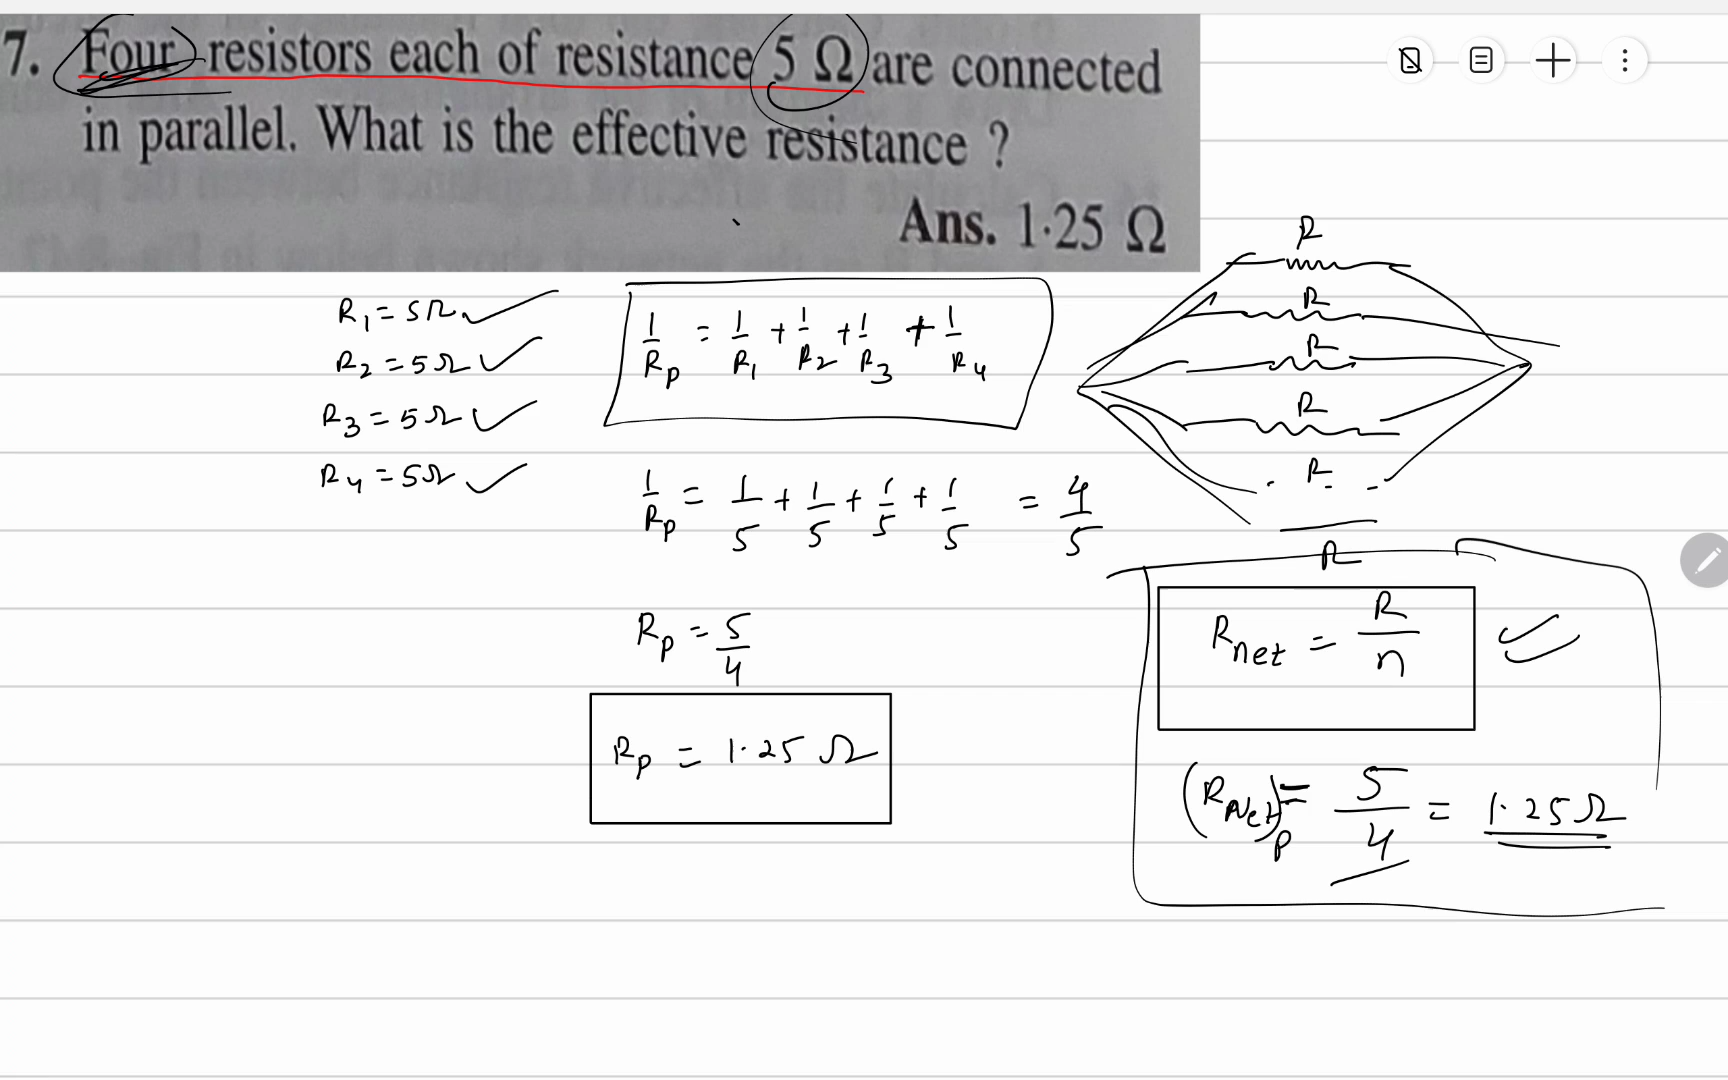 7. Four resistors each of resistance 5 Ω are connected
in parallel. What is the effective resistance ?
Ans. 1·25 Ω
R₁ = 5Ω
R₂ = 5Ω
R₃ = 5Ω
R₄ = 5Ω
1/Rp = 1/R₁ + 1/R₂ + 1/R₃ + 1/R₄
1/Rp = 1/5 + 1/5 + 1/5 + 1/5 = 4/5
Rp = 5/4
Rp = 1.25 Ω
R
R
R
R
R
R
Rnet = R/n
(RNet)p = 5/4 = 1.25Ω